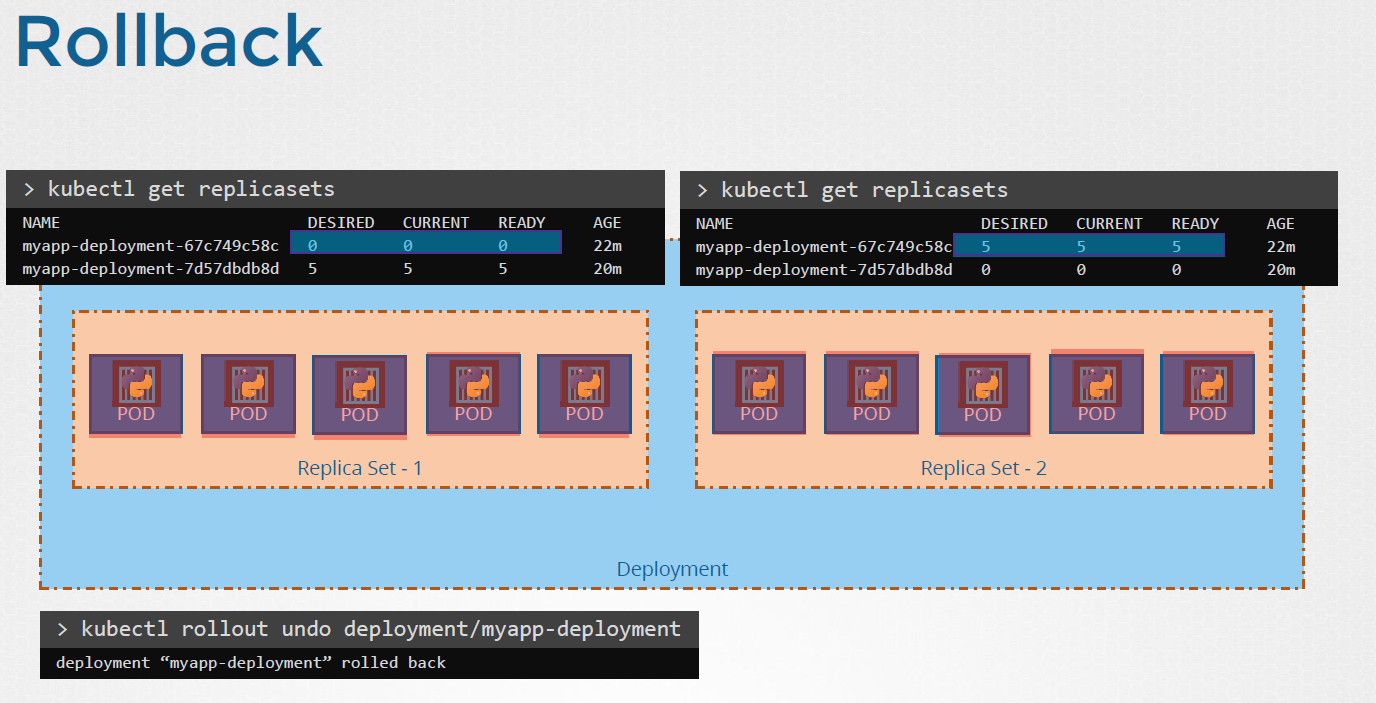 Rollback
> kubectl get replicasets
NAME DESIRED CURRENT READY AGE
myapp-deployment-67c749c58c 0 0 0 22m
myapp-deployment-7d57dbdb8d 5 5 5 20m
> kubectl get replicasets
NAME DESIRED CURRENT READY AGE
myapp-deployment-67c749c58c 5 5 5 22m
myapp-deployment-7d57dbdb8d 0 0 0 20m
POD POD POD POD POD
Replica Set - 1
POD POD POD POD POD
Replica Set - 2
Deployment
> kubectl rollout undo deployment/myapp-deployment
deployment “myapp-deployment” rolled back